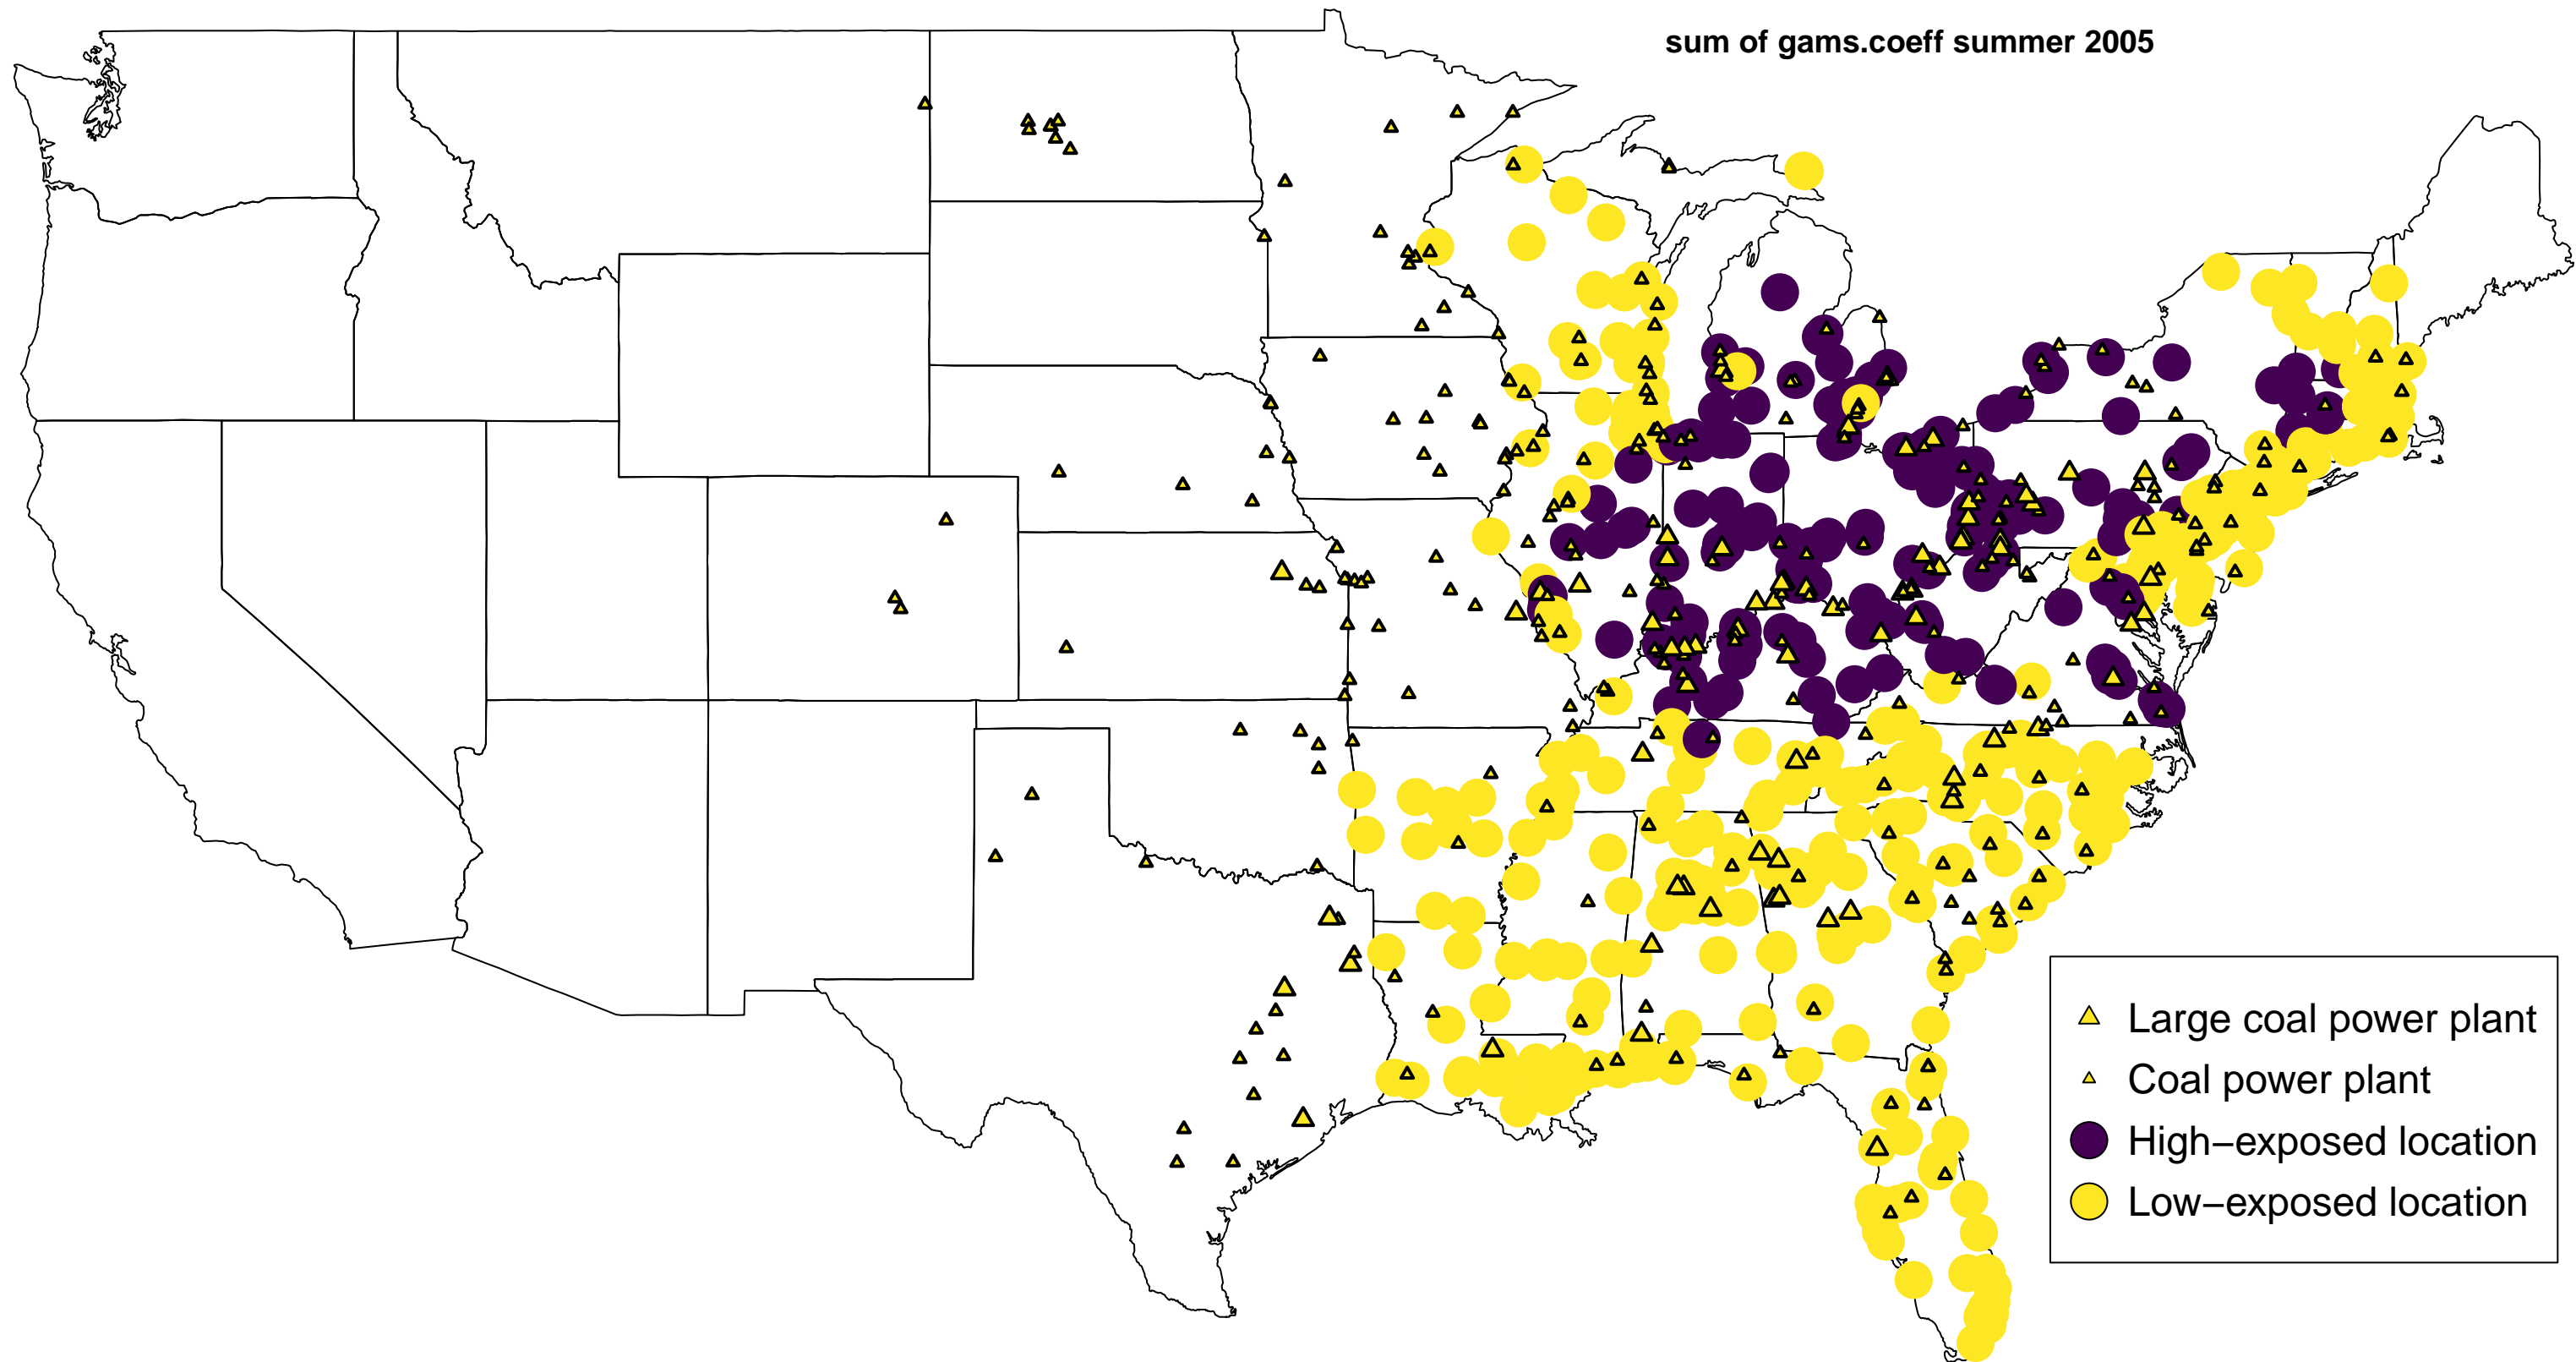 sum of gams.coeff summer 2005
Large coal power plant
Coal power plant
High−exposed location
Low−exposed location